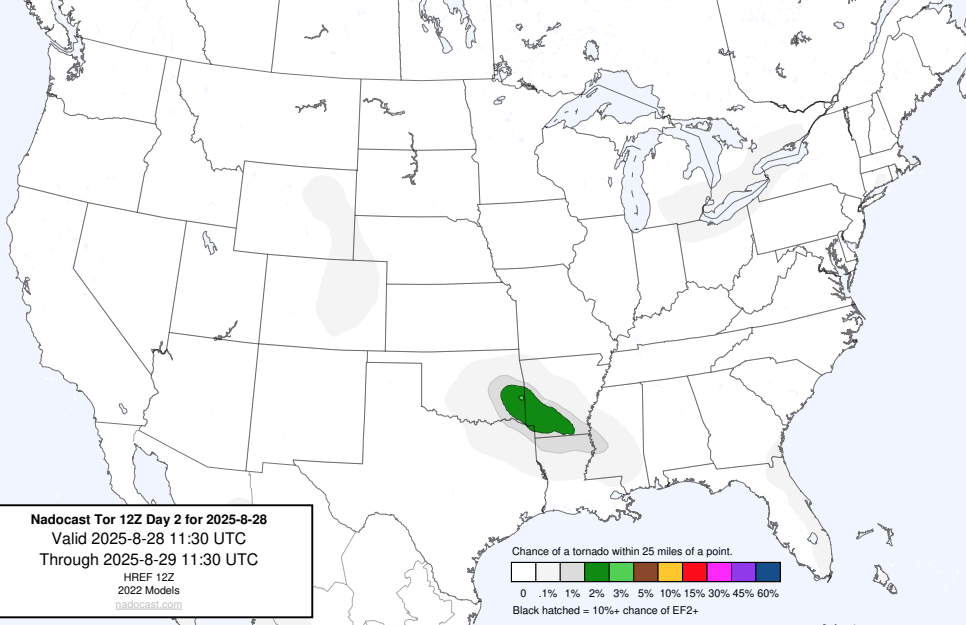 Nadocast Tor 12Z Day 2 for 2025-8-28
Valid 2025-8-28 11:30 UTC
Through 2025-8-29 11:30 UTC
HREF 12Z
2022 Models
nadocast.com
Chance of a tornado within 25 miles of a point.
0 .1% 1% 2% 3% 5% 10% 15% 30% 45% 60%
Black hatched = 10%+ chance of EF2+